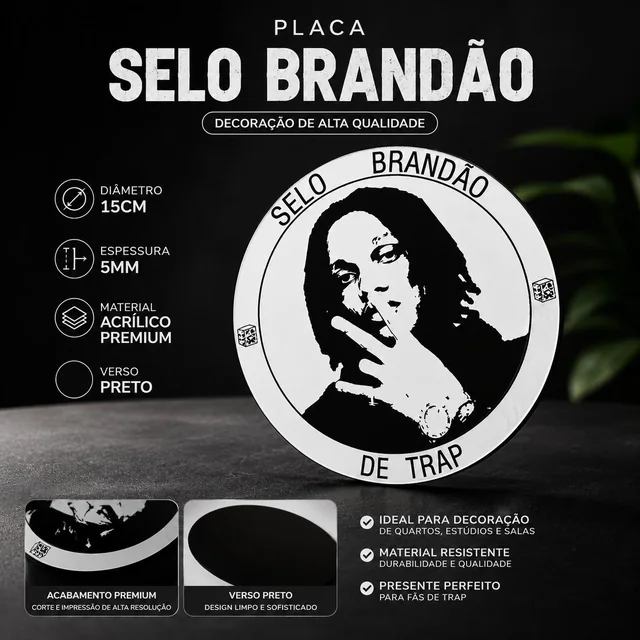 PLACA
SELO BRANDÃO
DECORAÇÃO DE ALTA QUALIDADE
DIÂMETRO
15CM
ESPESSURA
5MM
MATERIAL
ACRÍLICO
PREMIUM
VERSO
PRETO
SELO BRANDÃO
DE TRAP
ACABAMENTO PREMIUM
CORTE E IMPRESSÃO DE ALTA RESOLUÇÃO
VERSO PRETO
DESIGN LIMPO E SOFISTICADO
IDEAL PARA DECORAÇÃO
DE QUARTOS, ESTÚDIOS E SALAS
MATERIAL RESISTENTE
DURABILIDADE E QUALIDADE
PRESENTE PERFEITO
PARA FÃS DE TRAP